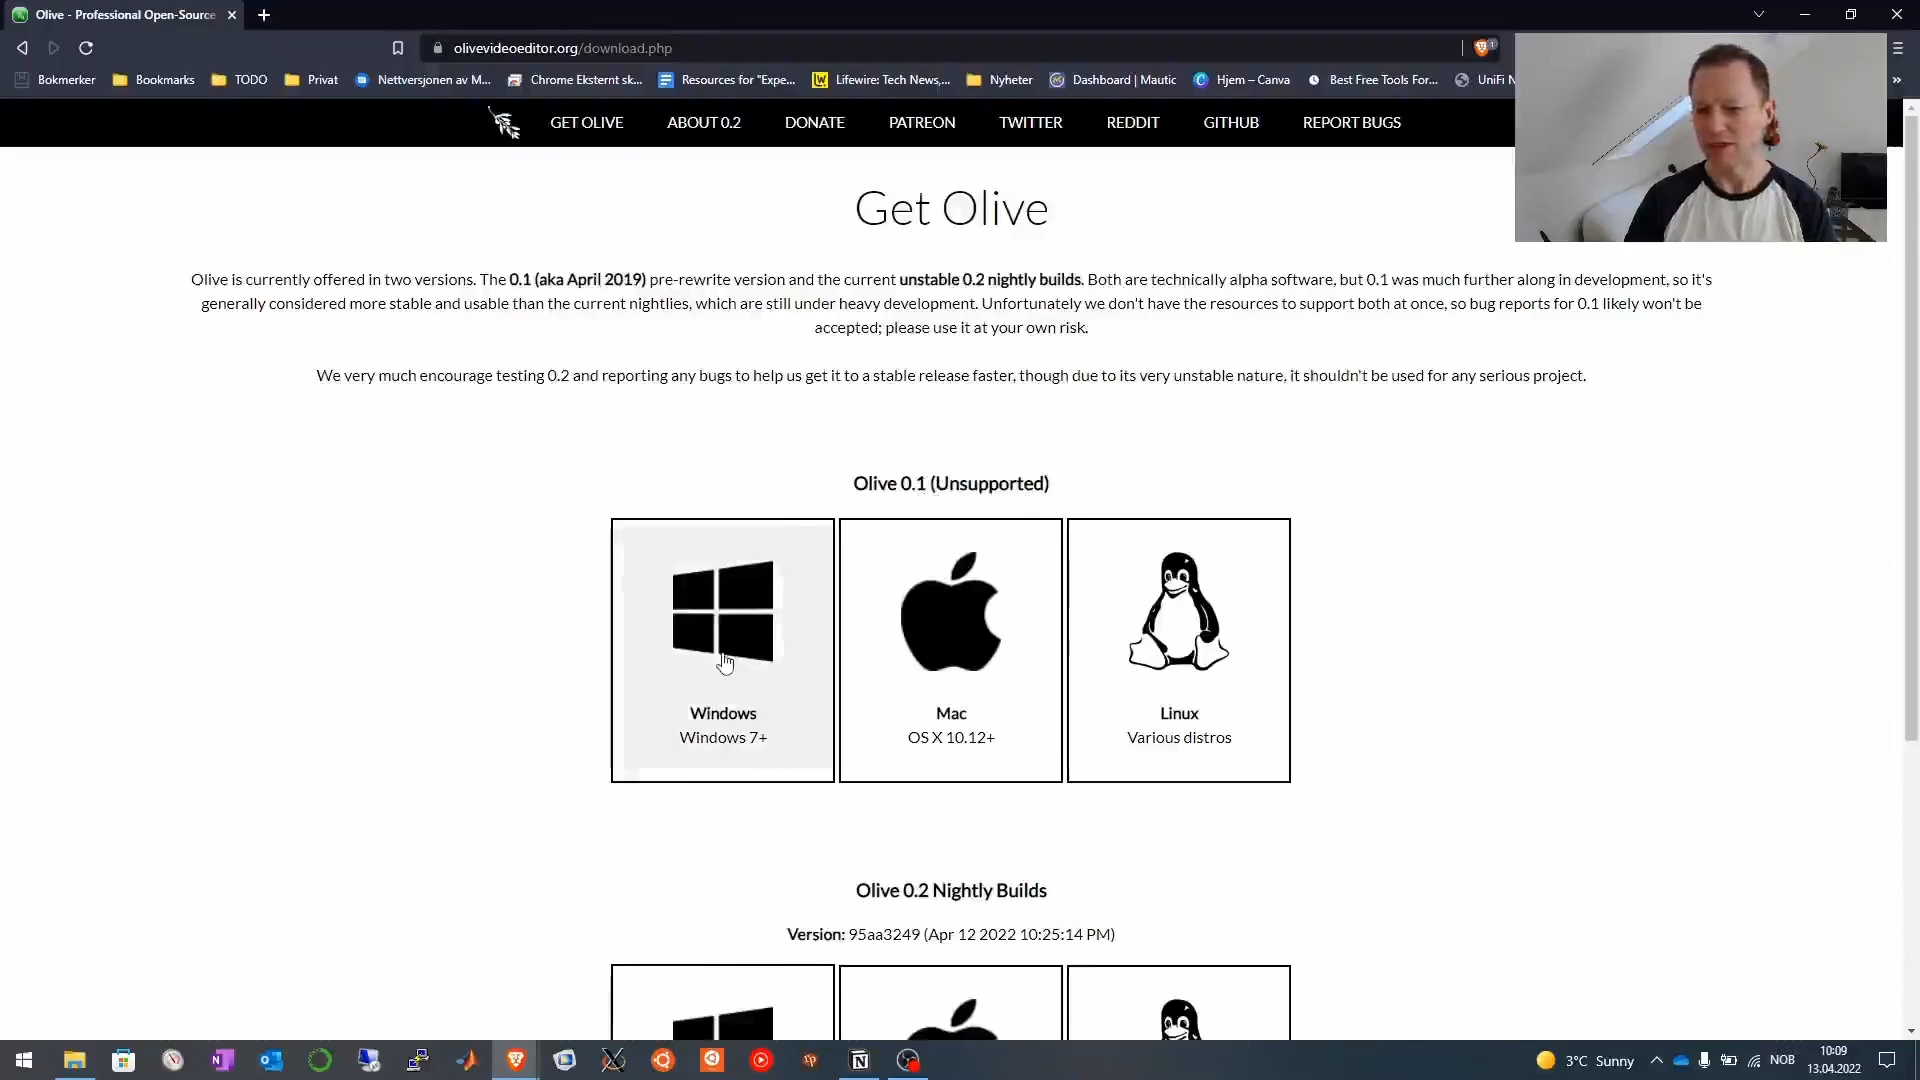 Olive - Professional Open-Source
olivevideoeditor.org/download.php
1
Bokmerker Bookmarks TODO Privat Nettversjonen av M... Chrome Eksternt sk... Resources for "Expe... Lifewire: Tech News,... Nyheter Dashboard | Mautic Hjem – Canva Best Free Tools For... UniFi N
GET OLIVE ABOUT 0.2 DONATE PATREON TWITTER REDDIT GITHUB REPORT BUGS
Get Olive
Olive is currently offered in two versions. The 0.1 (aka April 2019) pre-rewrite version and the current unstable 0.2 nightly builds. Both are technically alpha software, but 0.1 was much further along in development, so it's
generally considered more stable and usable than the current nightlies, which are still under heavy development. Unfortunately we don't have the resources to support both at once, so bug reports for 0.1 likely won't be
accepted; please use it at your own risk.
We very much encourage testing 0.2 and reporting any bugs to help us get it to a stable release faster, though due to its very unstable nature, it shouldn't be used for any serious project.
Olive 0.1 (Unsupported)
Windows Mac Linux
Windows 7+ OS X 10.12+ Various distros
Olive 0.2 Nightly Builds
Version: 95aa3249 (Apr 12 2022 10:25:14 PM)
3°C Sunny NOB 10:09
13.04.2022